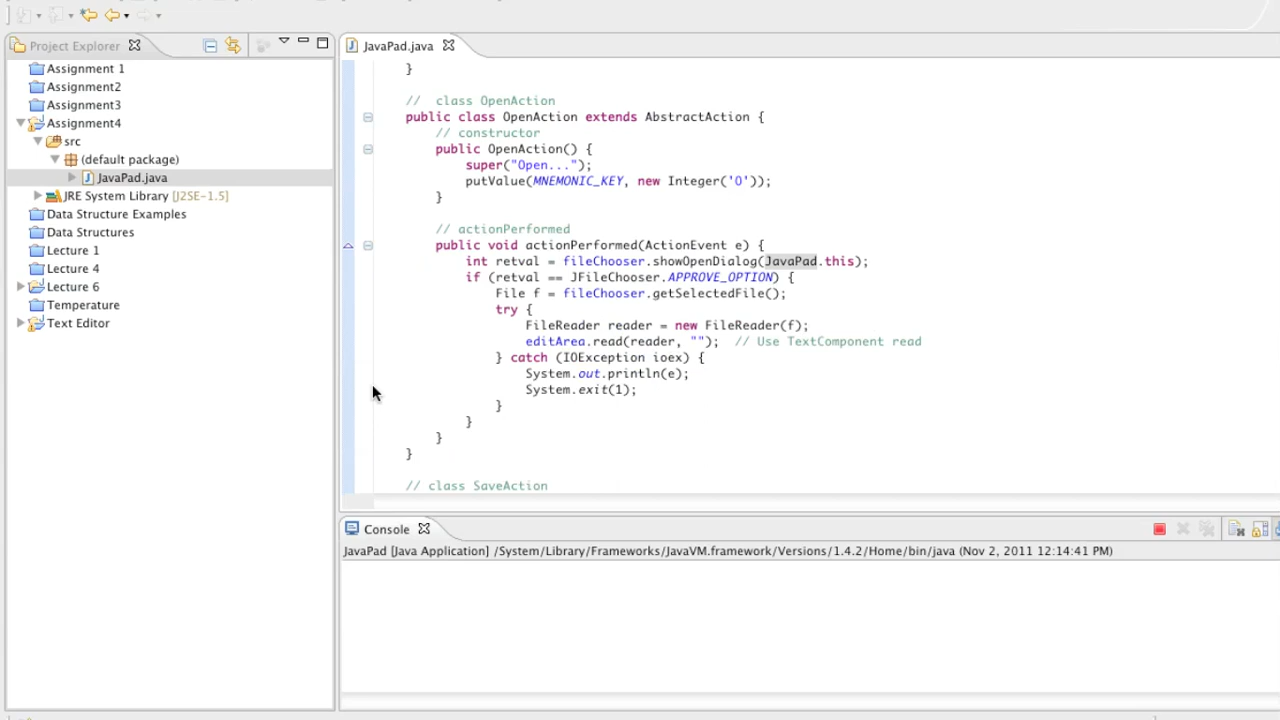 Project Explorer
Assignment 1
Assignment2
Assignment3
Assignment4
src
(default package)
JavaPad.java
JRE System Library [J2SE-1.5]
Data Structure Examples
Data Structures
Lecture 1
Lecture 4
Lecture 6
Temperature
Text Editor
JavaPad.java
}
// class OpenAction
public class OpenAction extends AbstractAction {
// constructor
public OpenAction() {
super("Open...");
putValue(MNEMONIC_KEY, new Integer('O'));
}
// actionPerformed
public void actionPerformed(ActionEvent e) {
int retval = fileChooser.showOpenDialog(JavaPad.this);
if (retval == JFileChooser.APPROVE_OPTION) {
File f = fileChooser.getSelectedFile();
try {
FileReader reader = new FileReader(f);
editArea.read(reader, ""); // Use TextComponent read
} catch (IOException ioex) {
System.out.println(e);
System.exit(1);
}
}
}
}
// class SaveAction
Console
JavaPad [Java Application] /System/Library/Frameworks/JavaVM.framework/Versions/1.4.2/Home/bin/java (Nov 2, 2011 12:14:41 PM)